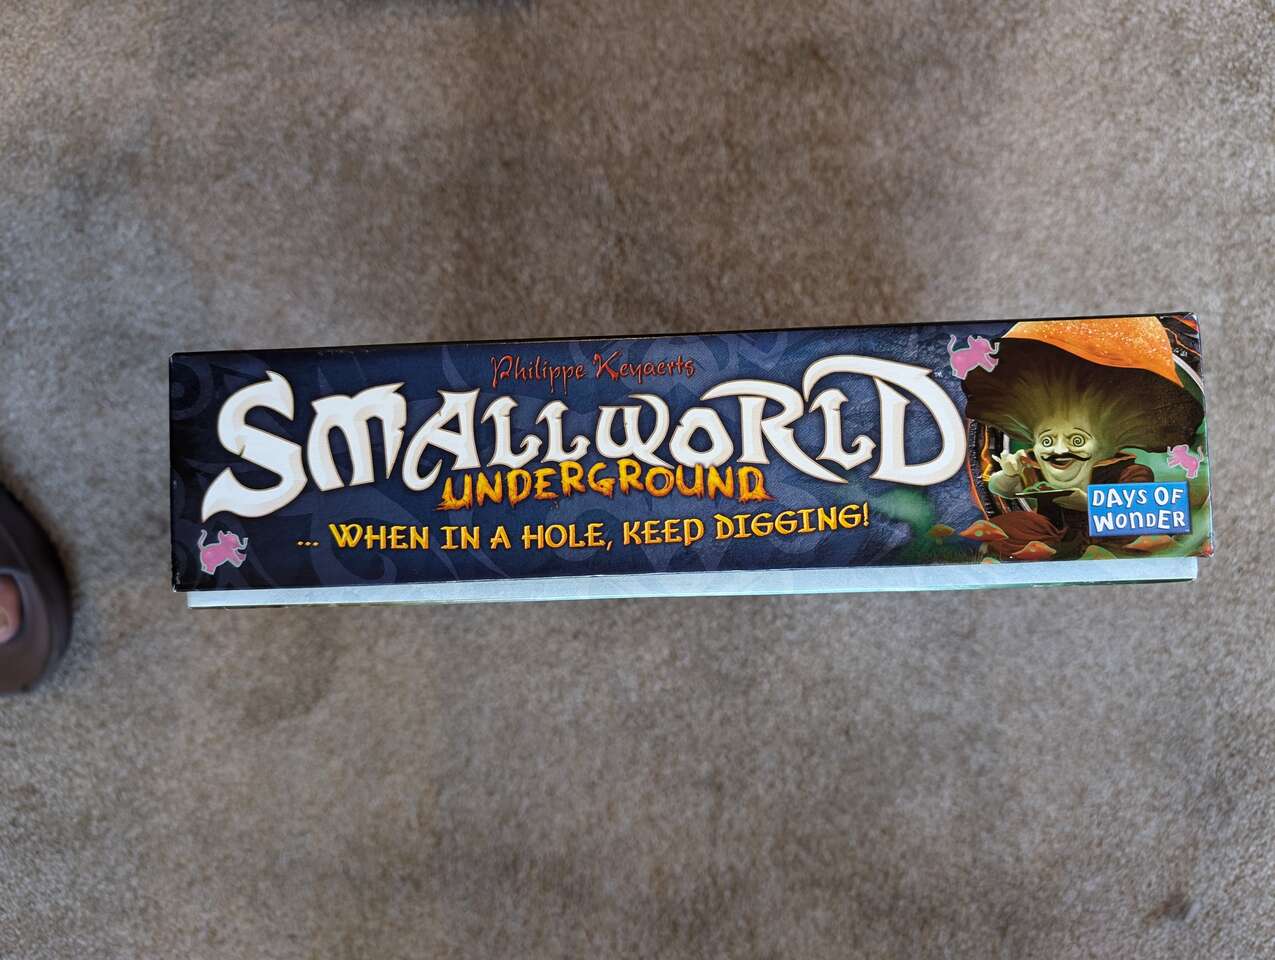 Philippe Keyaerts
SMALLWORLD
UNDERGROUND
... WHEN IN A HOLE, KEEP DIGGING!
DAYS OF
WONDER